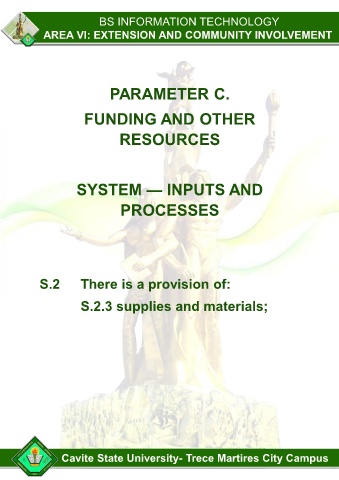 BS INFORMATION TECHNOLOGY
AREA VI: EXTENSION AND COMMUNITY INVOLVEMENT
PARAMETER C.
FUNDING AND OTHER
RESOURCES
SYSTEM — INPUTS AND
PROCESSES
S.2 There is a provision of:
S.2.3 supplies and materials;
Cavite State University- Trece Martires City Campus